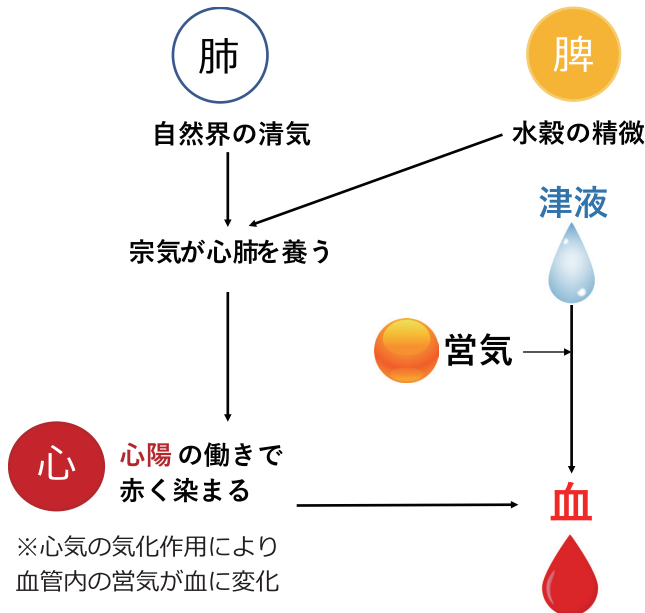 肺
脾
自然界の清気
水穀の精微
津液
宗気が心肺を養う
営気
心
心陽の働きで
赤く染まる
血
※心気の気化作用により
血管内の営気が血に変化